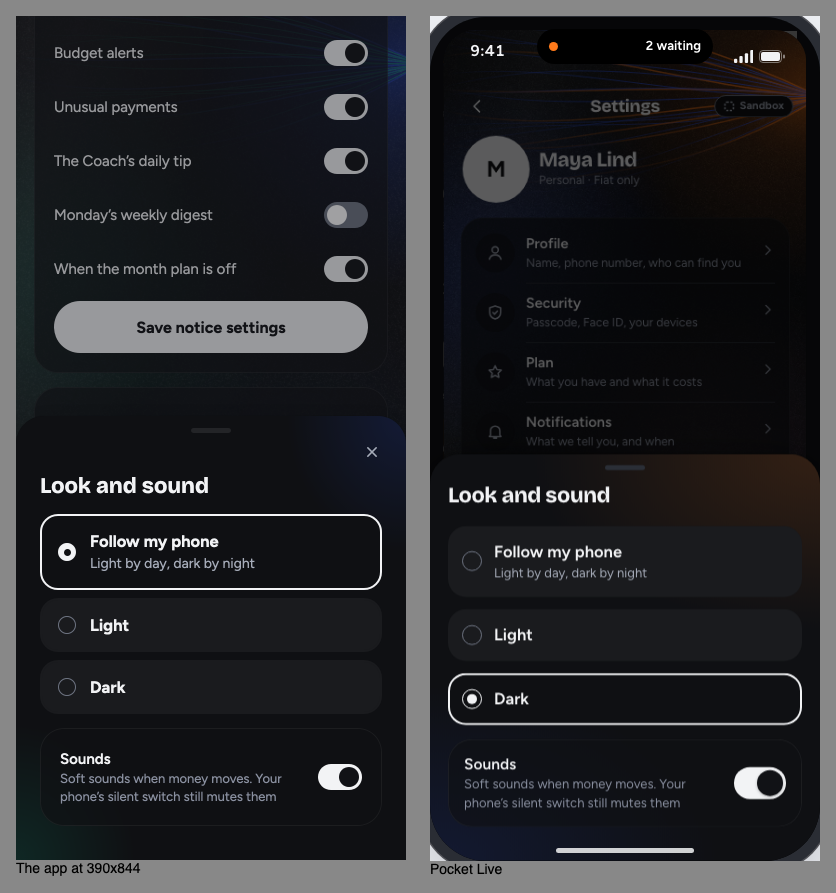 Budget alerts
Unusual payments
The Coach's daily tip
Monday's weekly digest
When the month plan is off
Save notice settings
Look and sound
Follow my phone
Light by day, dark by night
Light
Dark
Sounds
Soft sounds when money moves. Your
phone's silent switch still mutes them
The app at 390x844
9:41
2 waiting
Settings
Sandbox
M
Maya Lind
Personal · Fiat only
Profile
Name, phone number, who can find you
Security
Passcode, Face ID, your devices
Plan
What you have and what it costs
Notifications
What we tell you, and when
Look and sound
Follow my phone
Light by day, dark by night
Light
Dark
Sounds
Soft sounds when money moves. Your
phone's silent switch still mutes them
Pocket Live